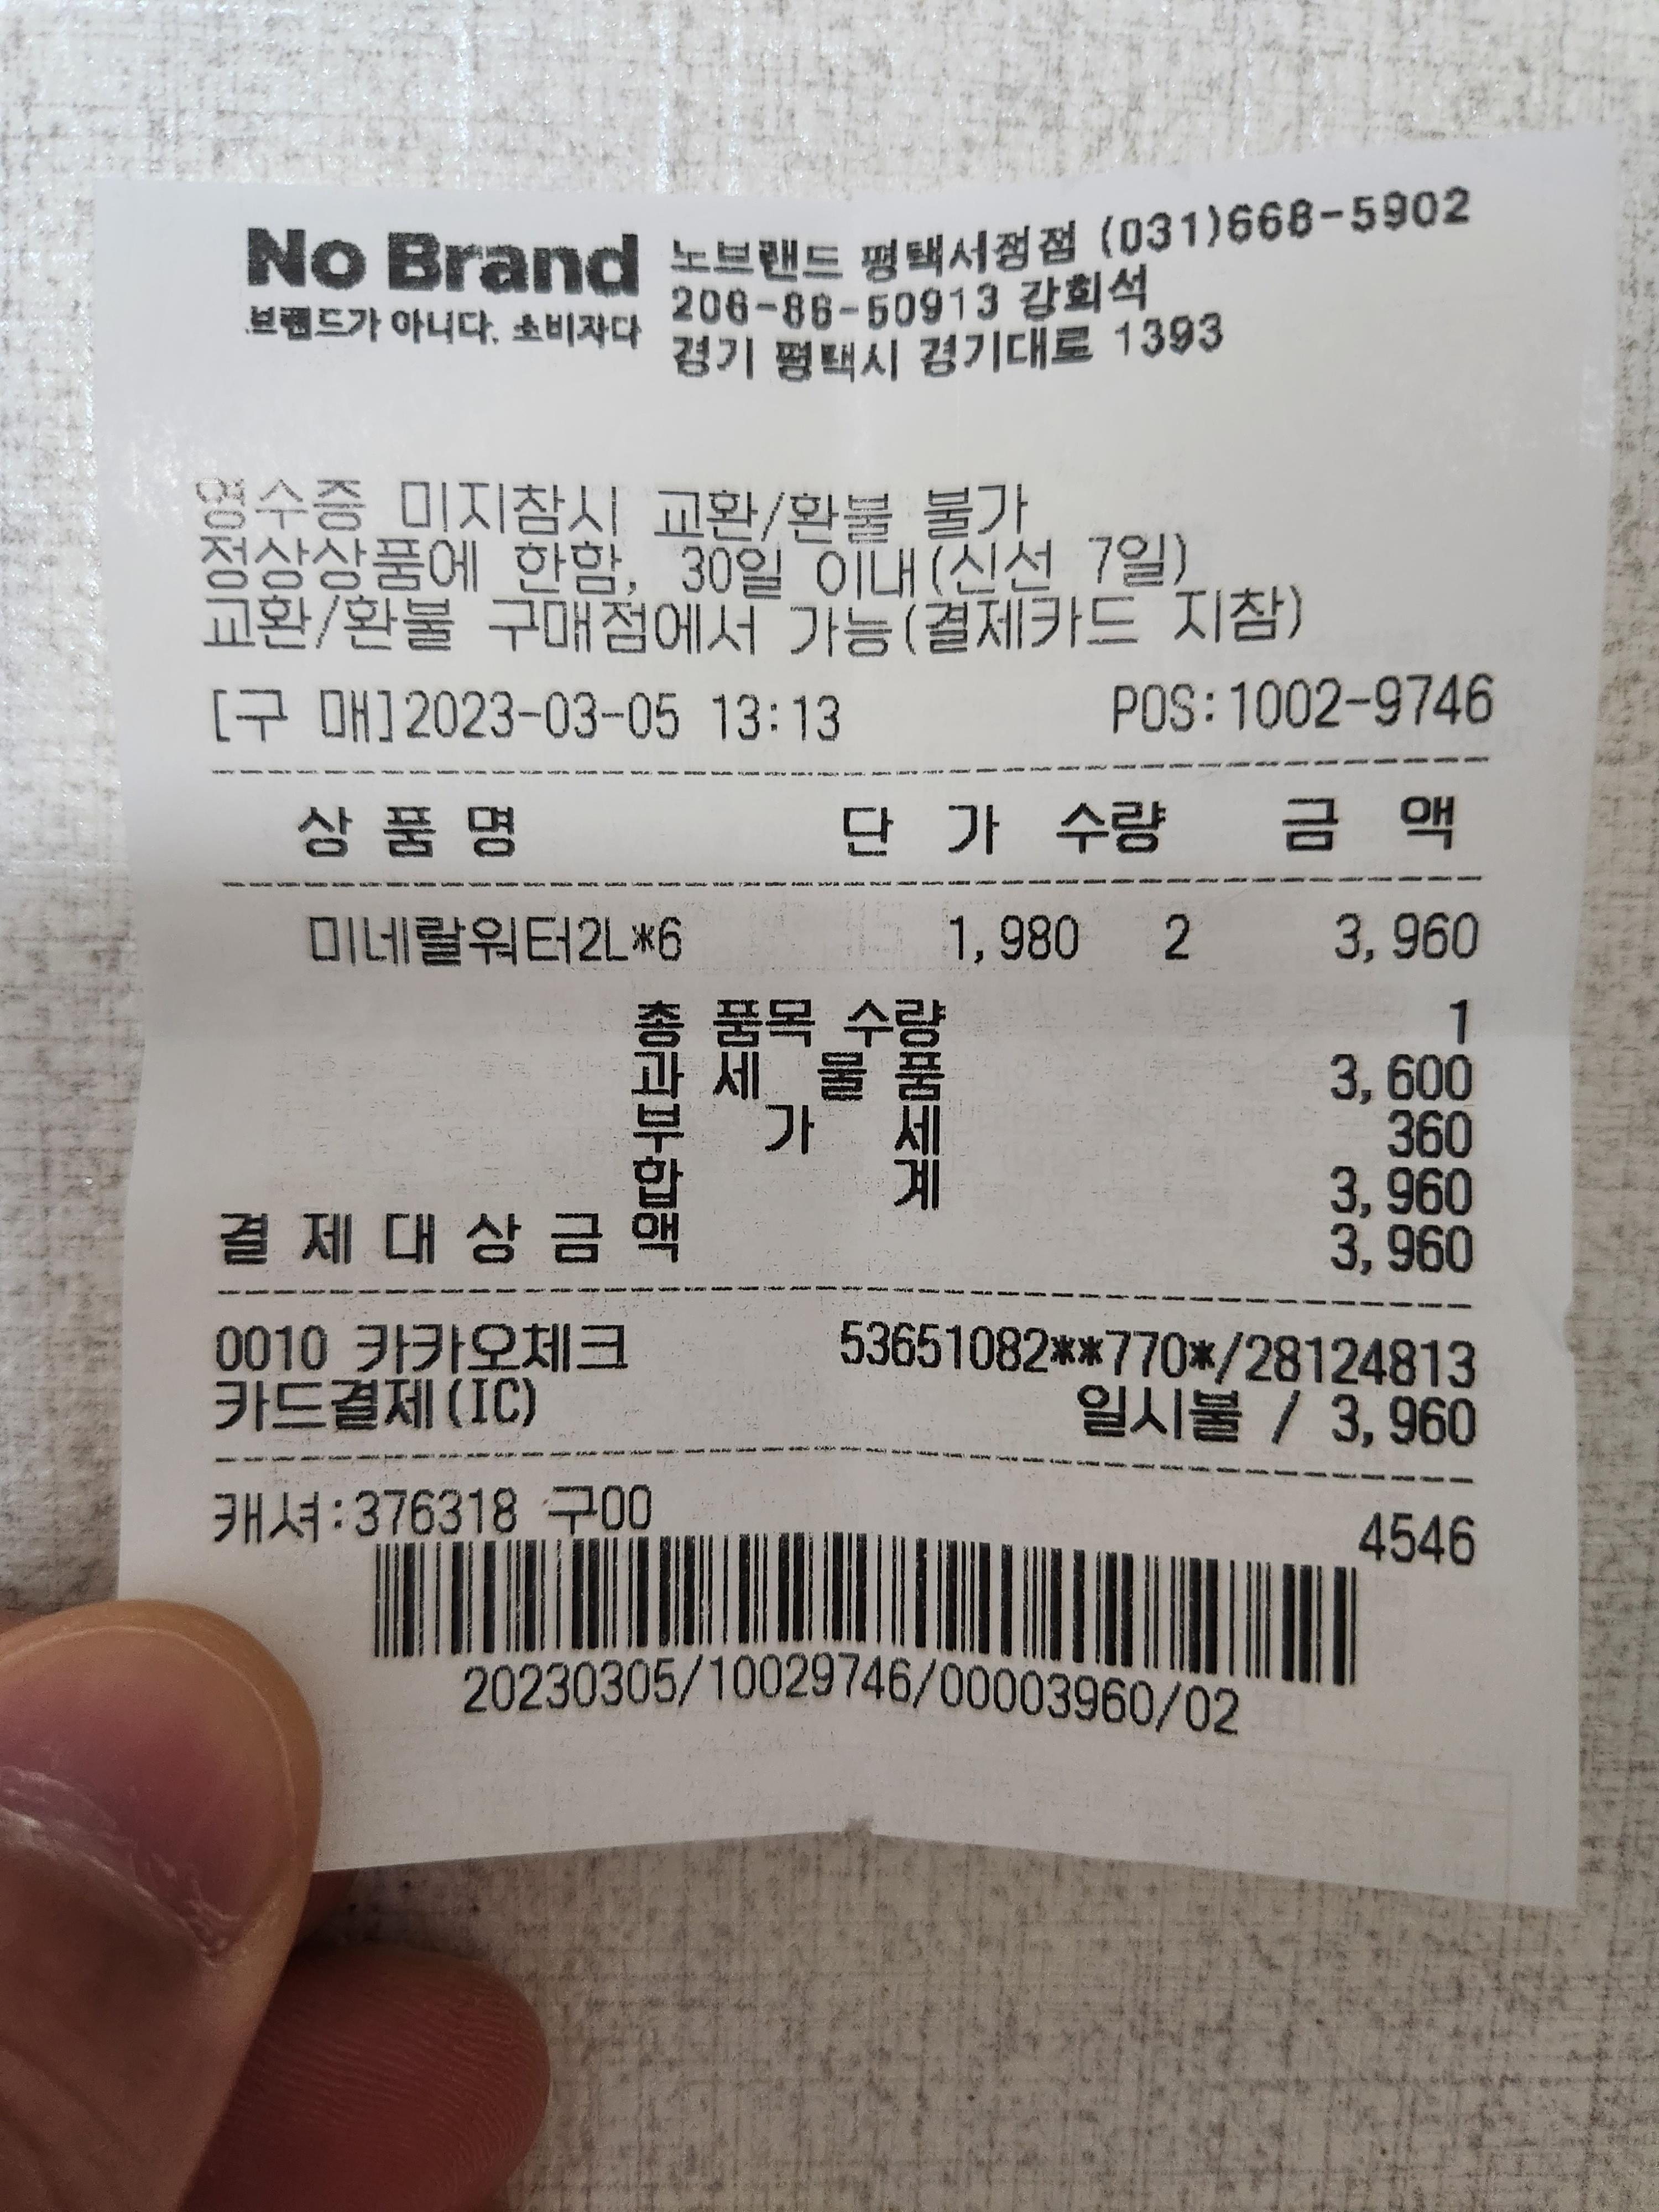 No Brand
브랜드가 아니다. 소비자다
노브랜드 평택서정점 (031)668-5902
206-86-50913 강희석
경기 평택시 경기대로 1393
영수증 미지참시 교환/환불 불가
정상상품에 한함, 30일 이내(신선 7일)
교환/환불 구매점에서 가능(결제카드 지참)
[구 매]2023-03-05 13:13 POS:1002-9746
상 품 명 단 가 수량 금 액
미네랄워터2L*6 1,980 2 3,960
총 품목 수량 1
과 세 물 품 3,600
부 가 세 360
합 계 3,960
결 제 대 상 금 액 3,960
0010 카카오체크 53651082**770*/28124813
카드결제(IC) 일시불 / 3,960
캐셔:376318 구00 4546
20230305/10029746/00003960/02